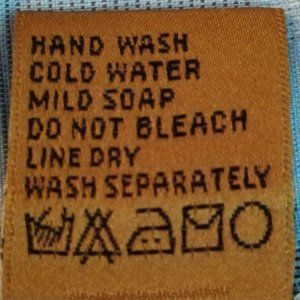 HAND WASH
COLD WATER
MILD SOAP
DO NOT BLEACH
LINE DRY
WASH SEPARATELY